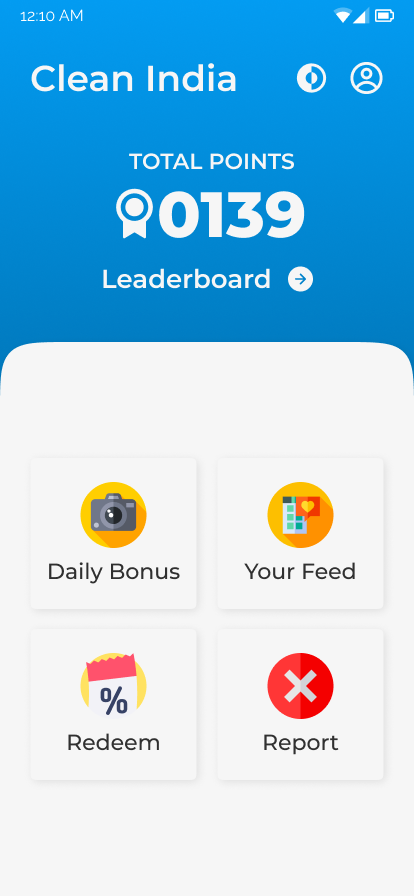 12:10 AM
Clean India
TOTAL POINTS
0139
Leaderboard
Daily Bonus
Your Feed
%
Redeem
Report